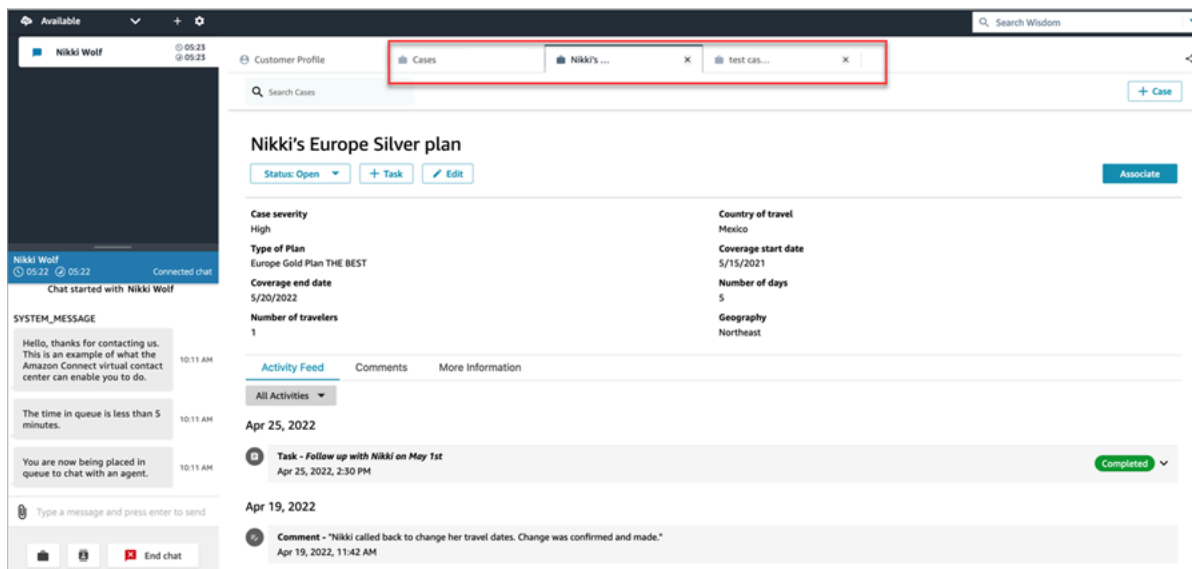 Available
Search Wisdom
Nikki Wolf
05:23
05:23
Customer Profile
Cases
Nikki's ...
test cas...
Search Cases
+ Case
Nikki's Europe Silver plan
Status: Open
+ Task
Edit
Associate
Case severity
High
Country of travel
Mexico
Type of Plan
Europe Gold Plan THE BEST
Coverage start date
5/15/2021
Coverage end date
5/20/2022
Number of days
5
Number of travelers
1
Geography
Northeast
Activity Feed
Comments
More Information
All Activities
Apr 25, 2022
Task - Follow up with Nikki on May 1st
Apr 25, 2022, 2:30 PM
Completed
Apr 19, 2022
Comment - "Nikki called back to change her travel dates. Change was confirmed and made."
Apr 19, 2022, 11:42 AM
Nikki Wolf
05:22 05:22 Connected chat
Chat started with Nikki Wolf
SYSTEM_MESSAGE
Hello, thanks for contacting us.
This is an example of what the
Amazon Connect virtual contact
center can enable you to do.
10:11 AM
The time in queue is less than 5
minutes.
10:11 AM
You are now being placed in
queue to chat with an agent.
10:11 AM
Type a message and press enter to send
End chat